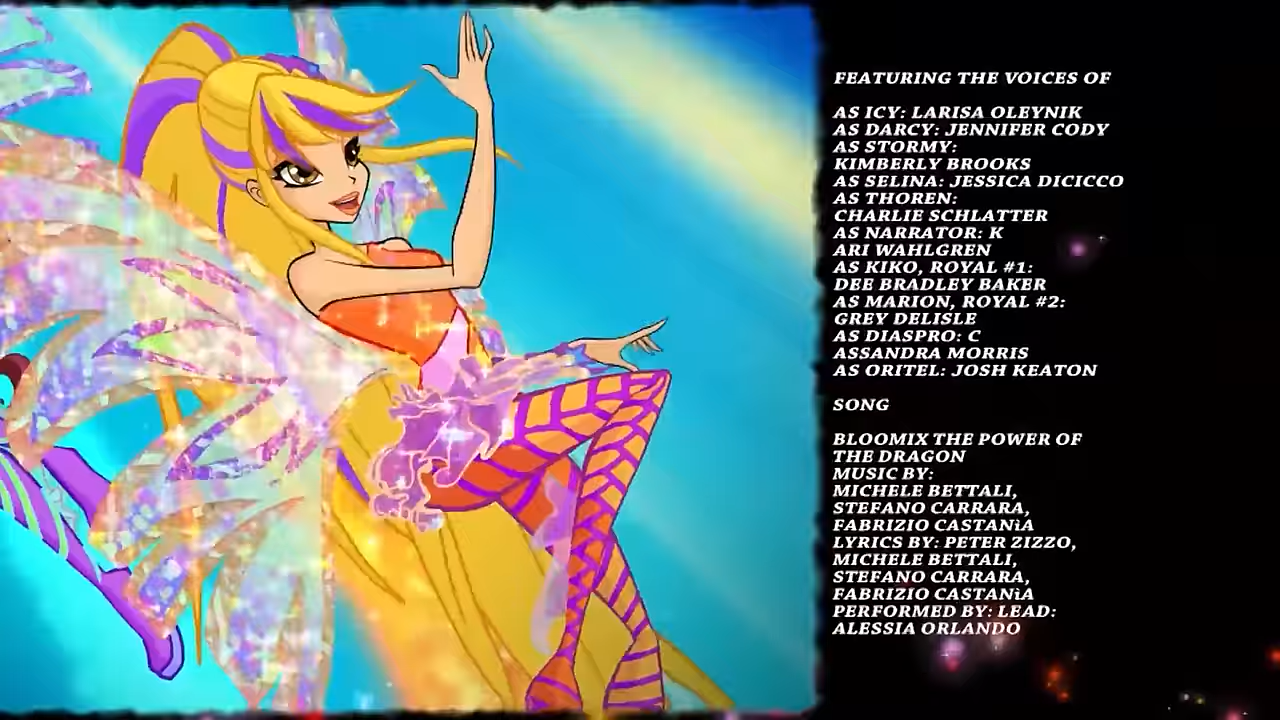 FEATURING THE VOICES OF
AS ICY: LARISA OLEYNIK
AS DARCY: JENNIFER CODY
AS STORMY:
KIMBERLY BROOKS
AS SELINA: JESSICA DICICCO
AS THOREN:
CHARLIE SCHLATTER
AS NARRATOR: K
ARI WAHLGREN
AS KIKO, ROYAL #1:
DEE BRADLEY BAKER
AS MARION, ROYAL #2:
GREY DELISLE
AS DIASPRO: C
ASSANDRA MORRIS
AS ORITEL: JOSH KEATON
SONG
BLOOMIX THE POWER OF
THE DRAGON
MUSIC BY:
MICHELE BETTALI,
STEFANO CARRARA,
FABRIZIO CASTANìA
LYRICS BY: PETER ZIZZO,
MICHELE BETTALI,
STEFANO CARRARA,
FABRIZIO CASTANìA
PERFORMED BY: LEAD:
ALESSIA ORLANDO